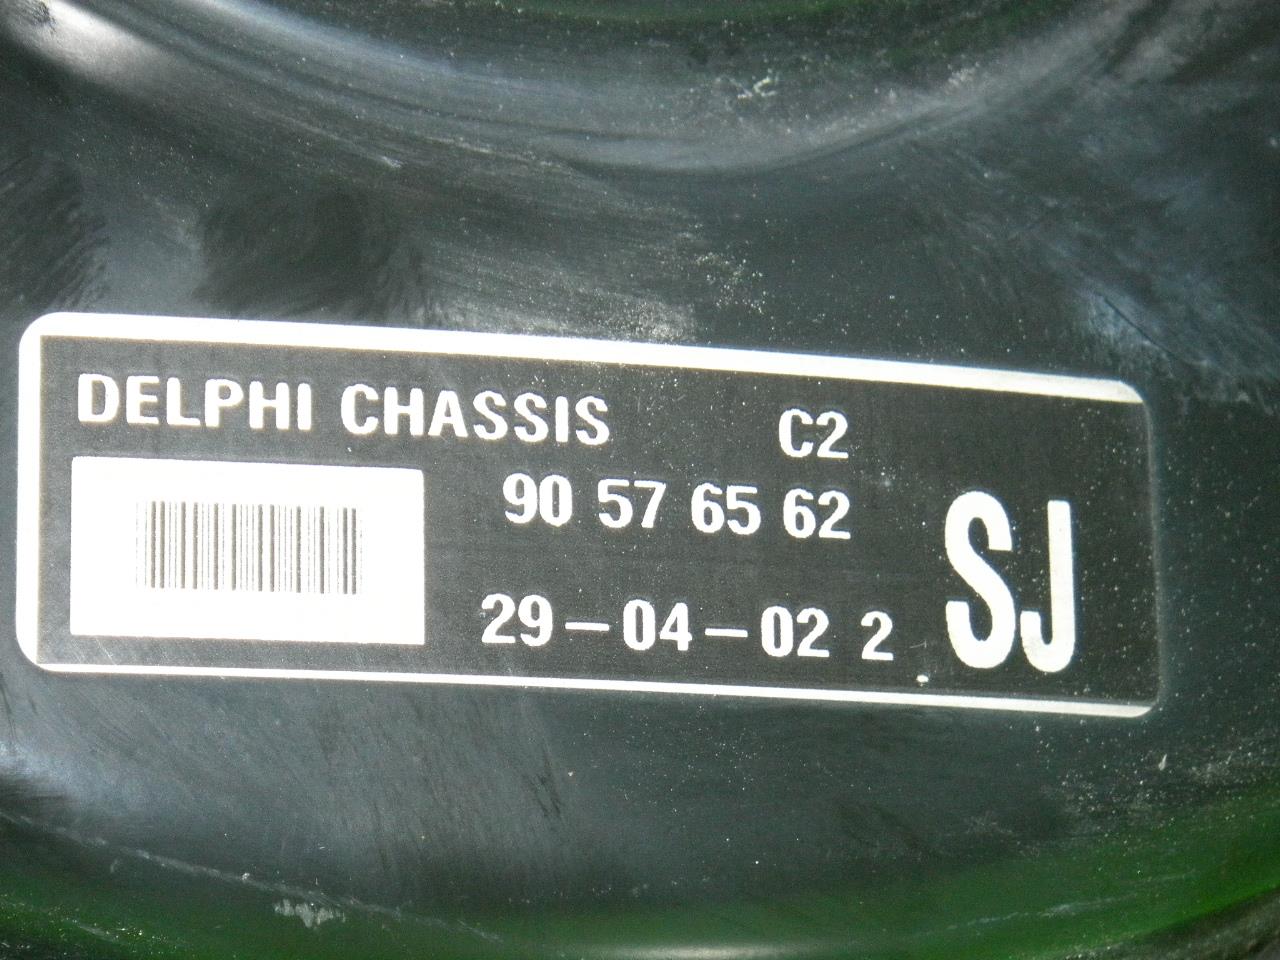 DELPHI CHASSIS C2
90 57 65 62
SJ
29-04-02 2